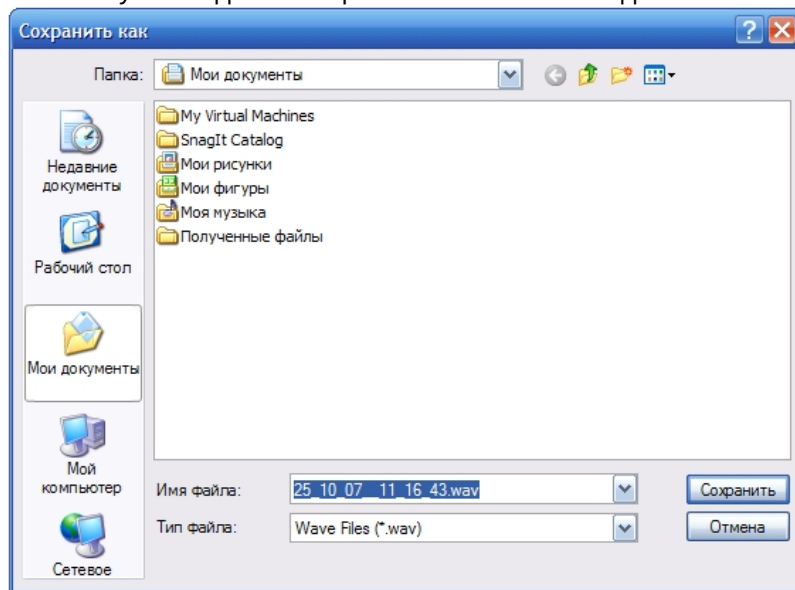 Сохранить как
Папка:
Мои документы
Недавние
документы
Рабочий стол
Мои документы
Мой
компьютер
Сетевое
My Virtual Machines
SnagIt Catalog
Мои рисунки
Мои фигуры
Моя музыка
Полученные файлы
Имя файла:
25_10_07__11_16_43.wav
Сохранить
Тип файла:
Wave Files (*.wav)
Отмена